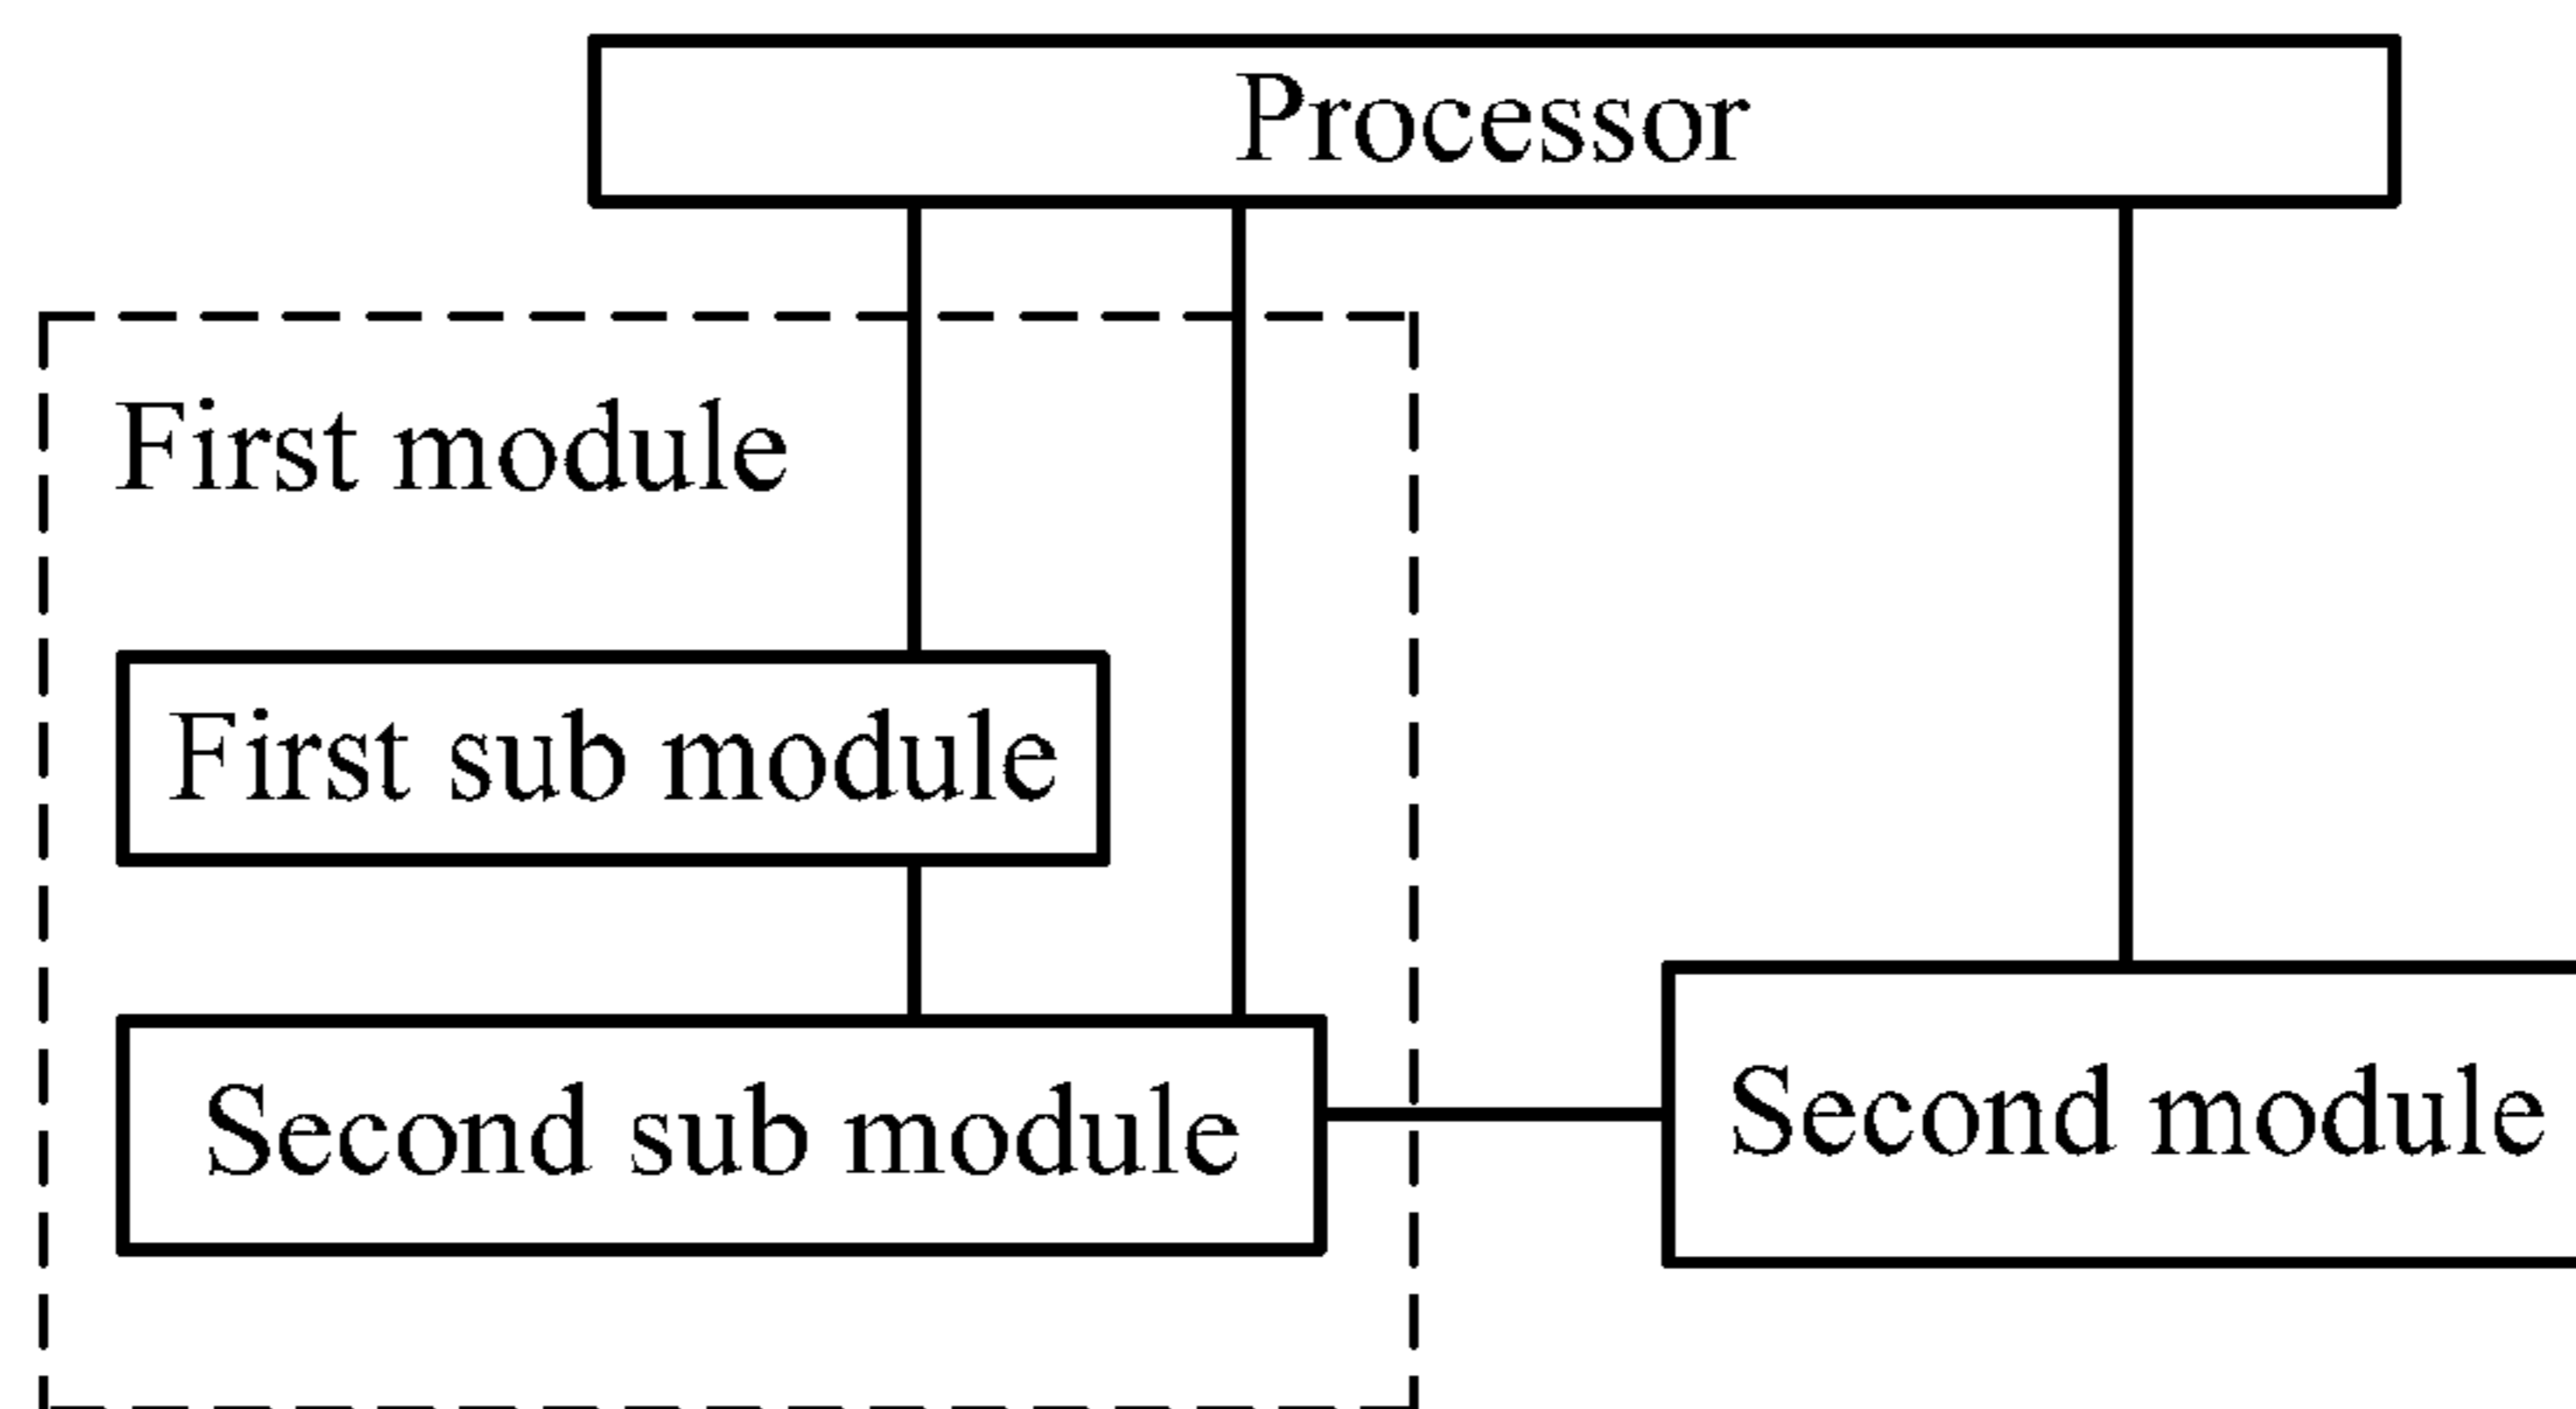 Processor
First module
First sub module
Second sub module
Second module